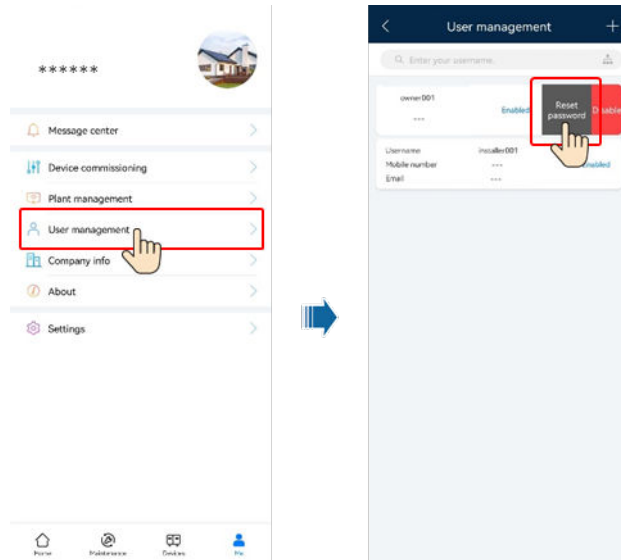 ******
Message center
Device commissioning
Plant management
User management
Company info
About
Settings
Home
Maintenance
Devices
Me
User management
Enter your username.
owner001
---
Enabled
Reset
password
Disable
Username
installer001
Mobile number
---
Enabled
Email
---